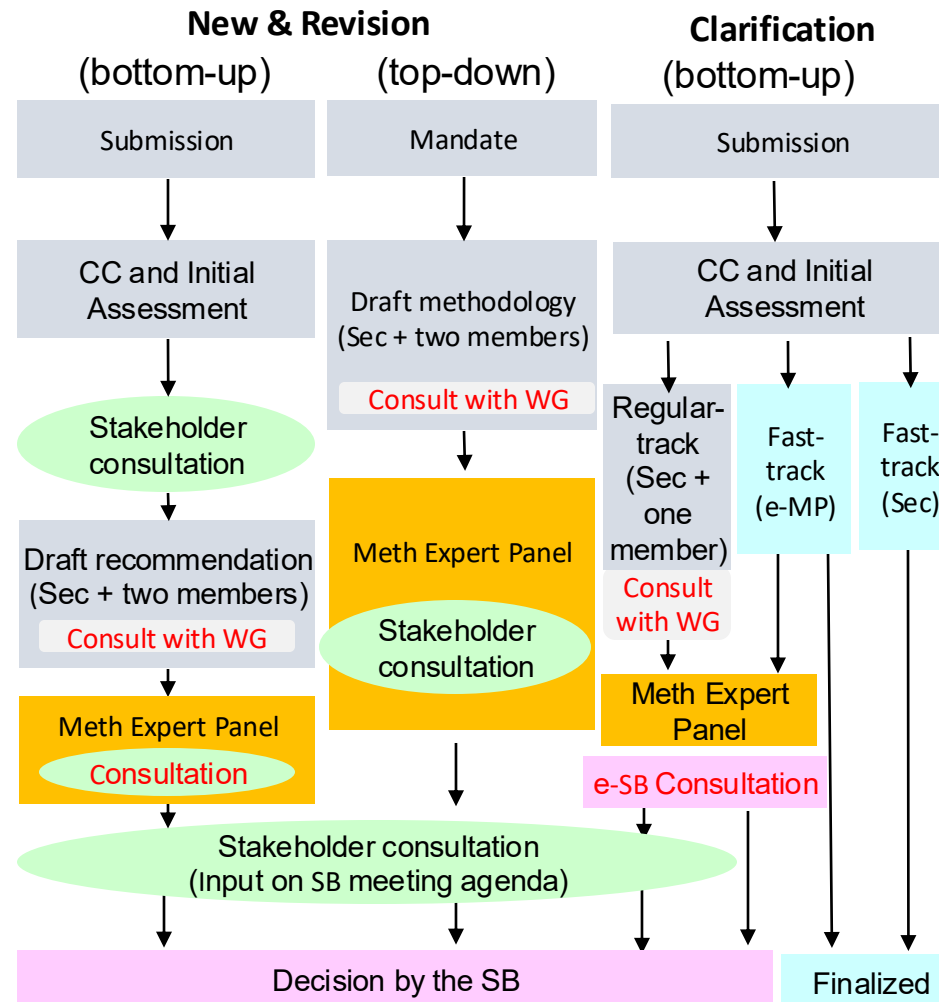 New & Revision
Clarification
(bottom-up)
(top-down)
(bottom-up)
Submission
Mandate
Submission
CC and Initial
Assessment
Draft methodology
(Sec + two members)
Consult with WG
CC and Initial
Assessment
Stakeholder
consultation
Regular-
track
(Sec +
one
member)
Consult
with WG
Fast-
track
(e-MP)
Fast-
track
(Sec)
Draft recommendation
(Sec + two members)
Consult with WG
Meth Expert Panel
Stakeholder
consultation
Meth Expert Panel
Consultation
Meth Expert
Panel
e-SB Consultation
Stakeholder consultation
(Input on SB meeting agenda)
Decision by the SB
Finalized